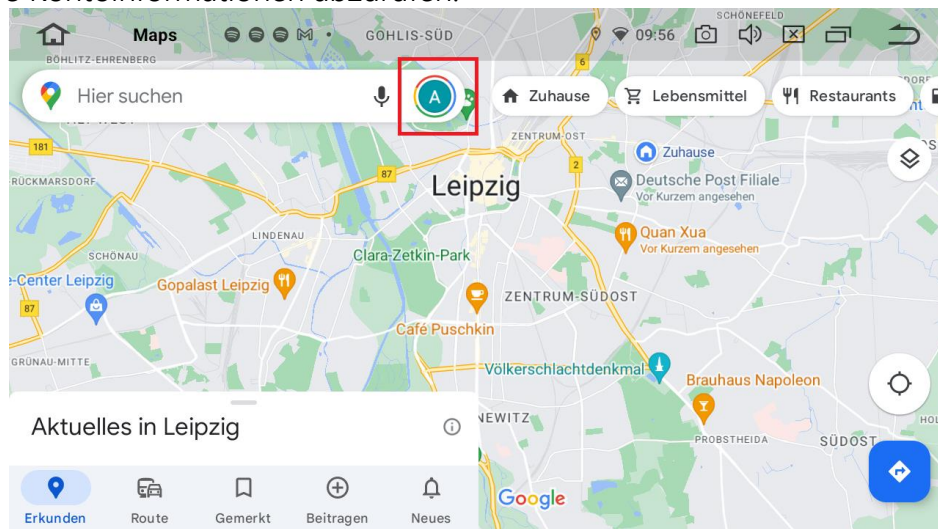 Kontoinformationen abzurufen.
Maps
GOHLIS-SÜD
SCHÖNEFELD
09:56
BÖHLITZ-EHRENBERG
6
Hier suchen
A
Zuhause
Lebensmittel
Restaurants
181
ZENTRUM-OST
87
2
Zuhause
RÜCKMARSDORF
Leipzig
Deutsche Post Filiale
Vor Kurzem angesehen
LINDENAU
Quan Xua
Vor Kurzem angesehen
SCHÖNAU
Clara-Zetkin-Park
e-Center Leipzig
Gopalast Leipzig
ZENTRUM-SÜDOST
87
Café Puschkin
GRÜNAU-MITTE
Völkerschlachtdenkmal
Brauhaus Napoleon
Aktuelles in Leipzig
NEWITZ
PROBSTHEIDA
SÜDOST
HOL
Google
Erkunden
Route
Gemerkt
Beitragen
Neues